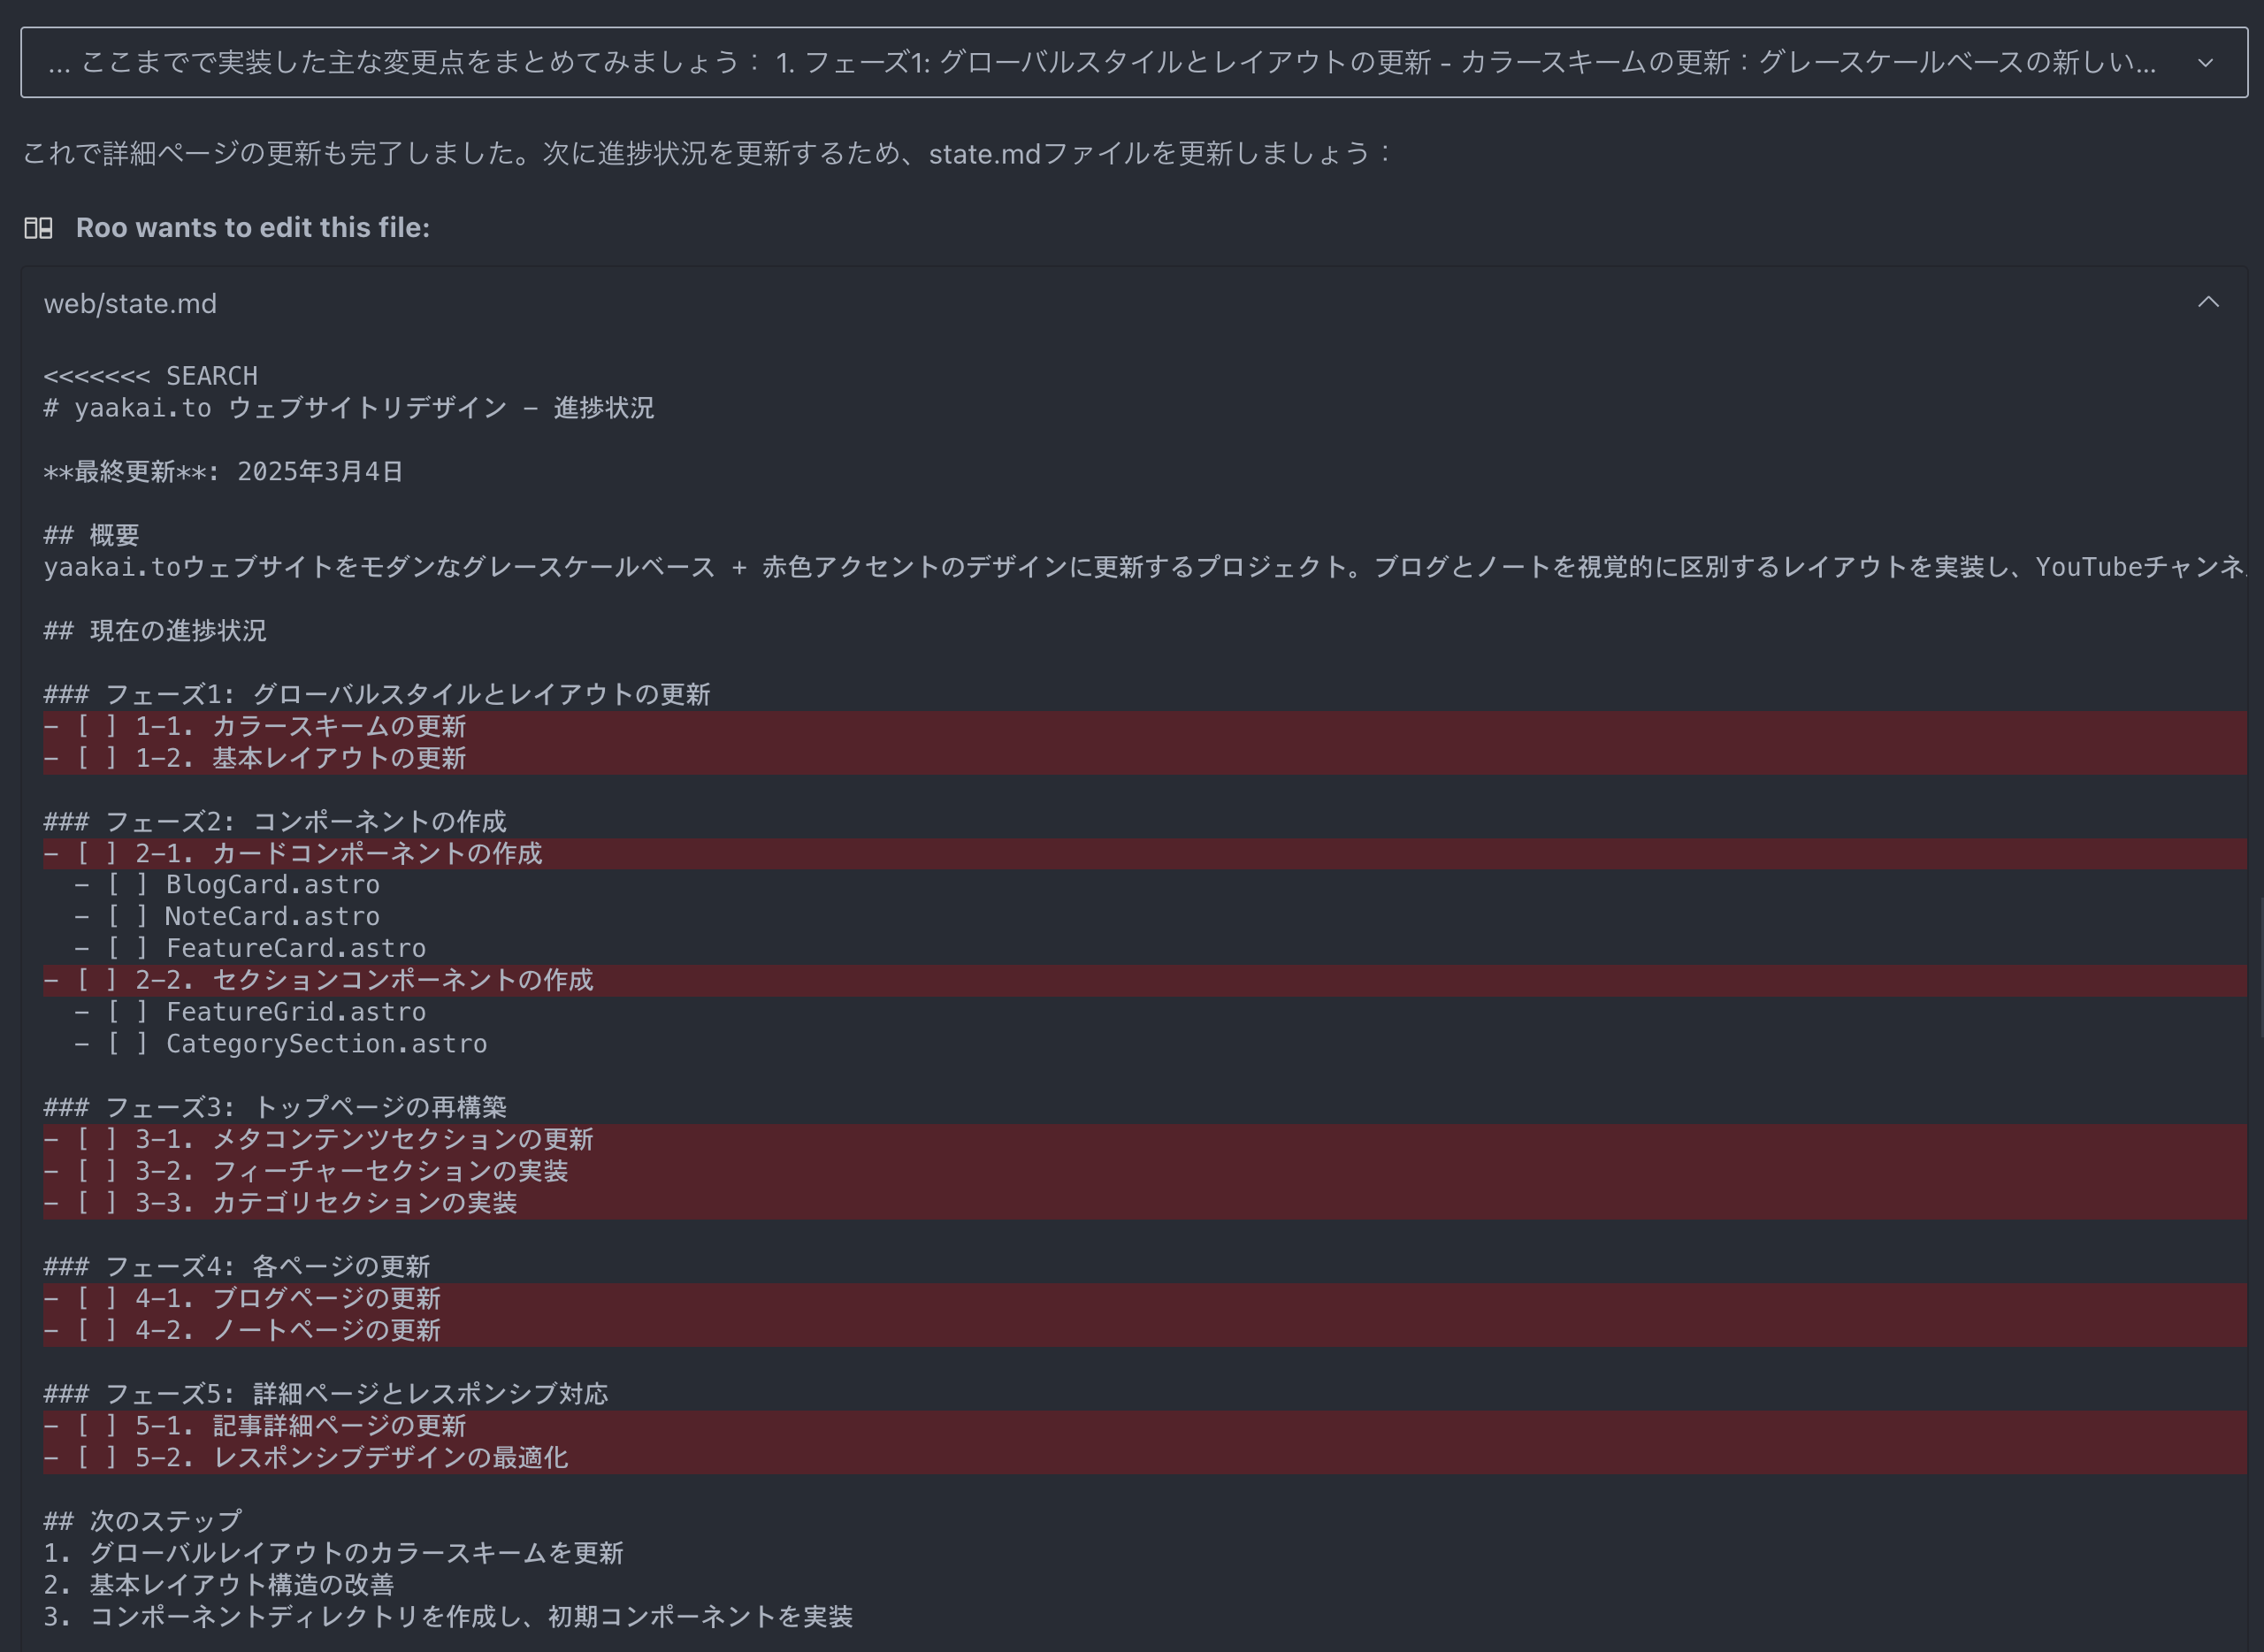 ... ここまでで実装した主な変更点をまとめてみましょう： 1. フェーズ1: グローバルスタイルとレイアウトの更新 - カラースキームの更新：グレースケールベースの新しい...
これで詳細ページの更新も完了しました。次に進捗状況を更新するため、state.mdファイルを更新しましょう：
Roo wants to edit this file:
web/state.md
<<<<<<< SEARCH
# yaakai.to ウェブサイトリデザイン - 進捗状況
**最終更新**: 2025年3月4日
## 概要
yaakai.toウェブサイトをモダンなグレースケールベース + 赤色アクセントのデザインに更新するプロジェクト。ブログとノートを視覚的に区別するレイアウトを実装し、YouTubeチャンネ
## 現在の進捗状況
### フェーズ1: グローバルスタイルとレイアウトの更新
- [ ] 1-1. カラースキームの更新
- [ ] 1-2. 基本レイアウトの更新
### フェーズ2: コンポーネントの作成
- [ ] 2-1. カードコンポーネントの作成
  - [ ] BlogCard.astro
  - [ ] NoteCard.astro
  - [ ] FeatureCard.astro
- [ ] 2-2. セクションコンポーネントの作成
  - [ ] FeatureGrid.astro
  - [ ] CategorySection.astro
### フェーズ3: トップページの再構築
- [ ] 3-1. メタコンテンツセクションの更新
- [ ] 3-2. フィーチャーセクションの実装
- [ ] 3-3. カテゴリセクションの実装
### フェーズ4: 各ページの更新
- [ ] 4-1. ブログページの更新
- [ ] 4-2. ノートページの更新
### フェーズ5: 詳細ページとレスポンシブ対応
- [ ] 5-1. 記事詳細ページの更新
- [ ] 5-2. レスポンシブデザインの最適化
## 次のステップ
1. グローバルレイアウトのカラースキームを更新
2. 基本レイアウト構造の改善
3. コンポーネントディレクトリを作成し、初期コンポーネントを実装